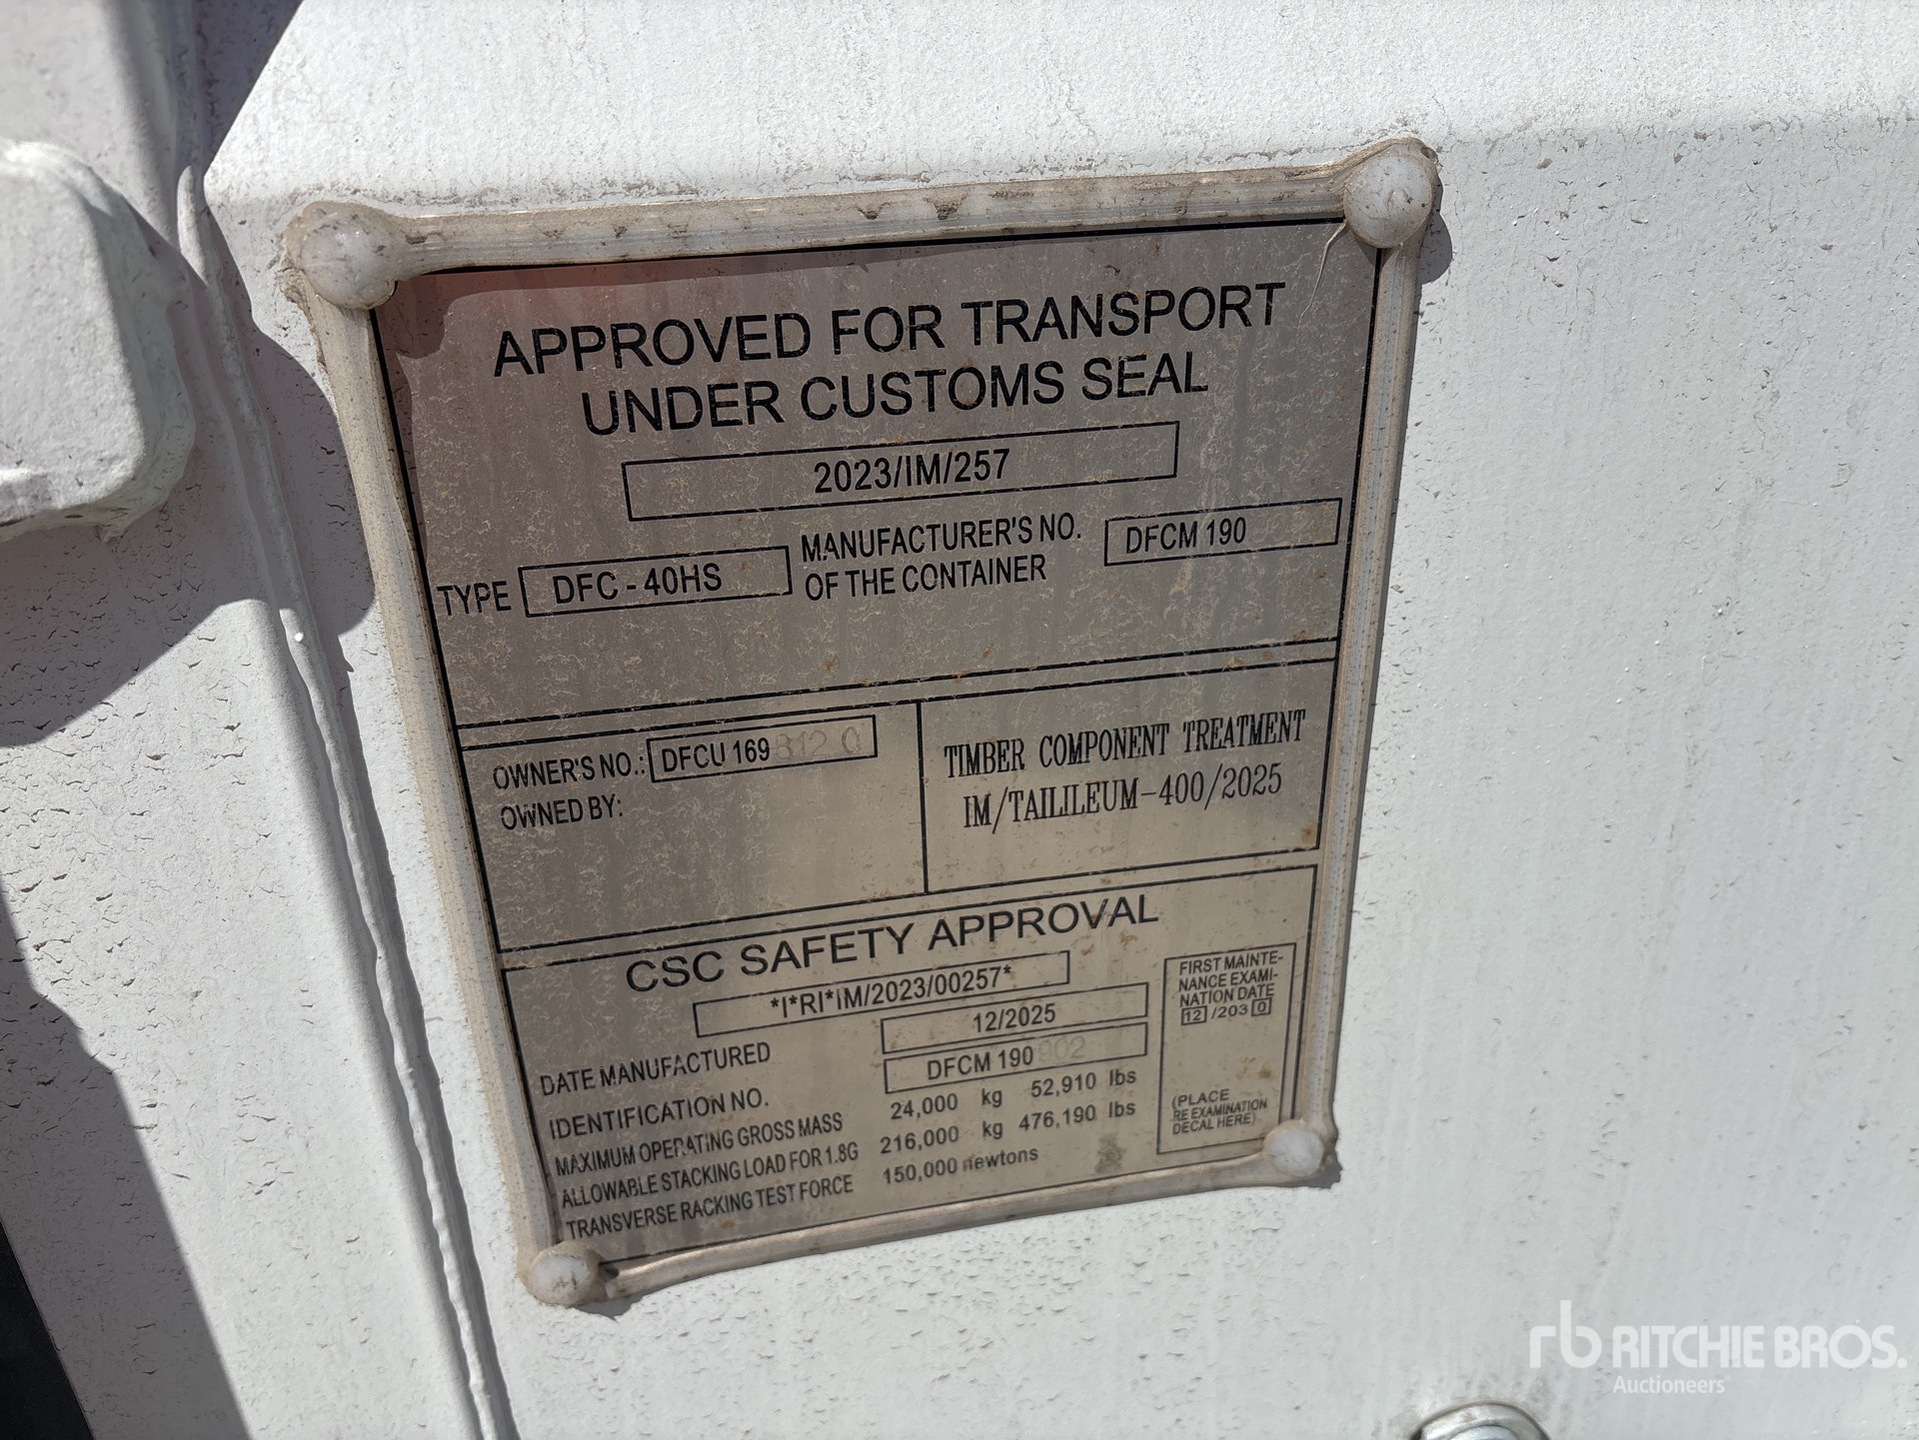 APPROVED FOR TRANSPORT
UNDER CUSTOMS SEAL
2023/IM/257
TYPE DFC - 40HS MANUFACTURER'S NO. OF THE CONTAINER DFCM 190
OWNER'S NO.: DFCU 169
OWNED BY:
TIMBER COMPONENT TREATMENT
IM/TAILILEUM-400/2025
CSC SAFETY APPROVAL
*I*RI*IM/2023/00257*
DATE MANUFACTURED 12/2025
IDENTIFICATION NO. DFCM 190
MAXIMUM OPERATING GROSS MASS 24,000 kg 52,910 lbs
ALLOWABLE STACKING LOAD FOR 1.8G 216,000 kg 476,190 lbs
TRANSVERSE RACKING TEST FORCE 150,000 newtons
FIRST MAINTE-
NANCE EXAMI-
NATION DATE
12 /203 0
(PLACE
RE EXAMINATION
DECAL HERE)
rb RITCHIE BROS.
Auctioneers